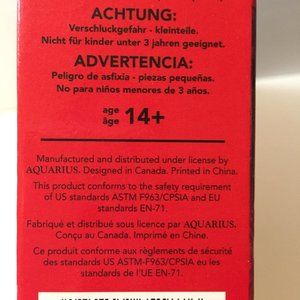 ACHTUNG:
Verschluckgefahr - kleinteile.
Nicht für kinder unter 3 jahren geeignet.
ADVERTENCIA:
Peligro de asfixia - piezas pequeñas.
No para niños menores de 3 años.
age
âge 14+
Manufactured and distributed under license by
AQUARIUS. Designed in Canada. Printed in China.
This product conforms to the safety requirement
of US standards ASTM F963/CPSIA and EU
standards EN-71.
Fabriqué et distribué sous licence par AQUARIUS.
Conçu au Canada. Imprimé en Chine.
Ce produit conforme aux règlements de sécurité
des standards US ASTM-F963/CPSIA eu les
standards de l'UE EN-71.